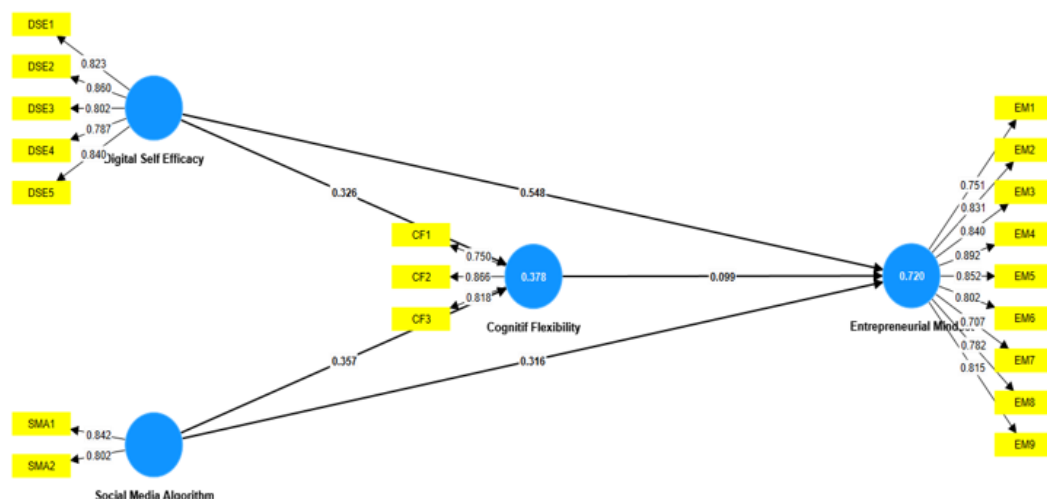 DSE1
DSE2
DSE3
DSE4
DSE5
0.823
0.860
0.802
0.787
0.840
Digital Self Efficacy
0.326
0.548
CF1
CF2
CF3
0.750
0.866
0.818
0.378
Cognitif Flexibility
0.099
0.357
0.316
SMA1
SMA2
0.842
0.802
Social Media Algorithm
0.720
EM1
EM2
EM3
EM4
EM5
EM6
EM7
EM8
EM9
0.751
0.831
0.840
0.892
0.852
0.802
0.707
0.782
0.815
Entrepreneurial